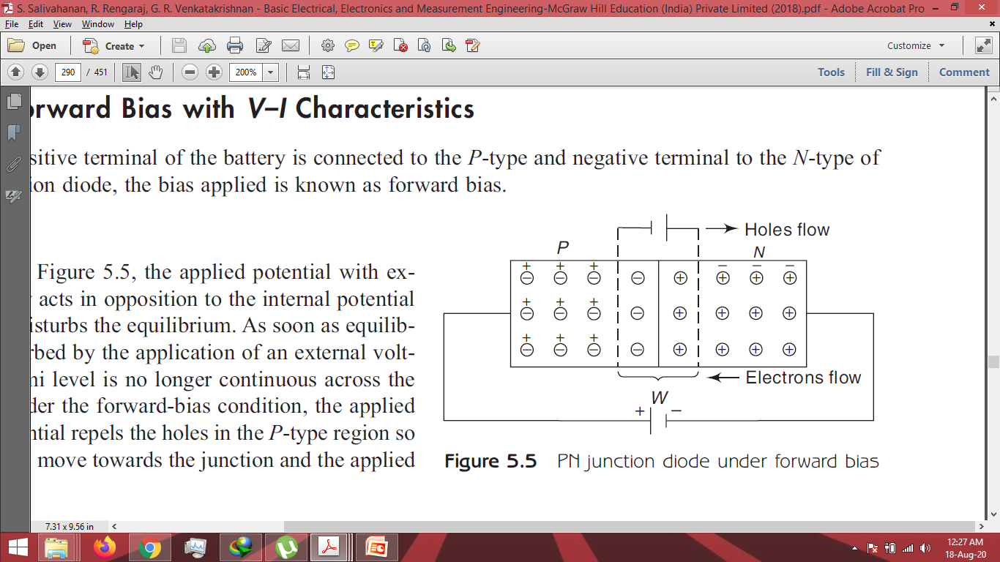 S. Salivahanan, R. Rengaraj, G. R. Venkatakrishnan - Basic Electrical, Electronics and Measurement Engineering-McGraw Hill Education (India) Private Limited (2018).pdf - Adobe Acrobat Pro
File Edit View Window Help
Open Create Customize
290 / 451 200% Tools Fill & Sign Comment
orward Bias with V–I Characteristics
sitive terminal of the battery is connected to the P-type and negative terminal to the N-type of
ion diode, the bias applied is known as forward bias.
Figure 5.5, the applied potential with ex-
acts in opposition to the internal potential
isturbs the equilibrium. As soon as equilib-
rbed by the application of an external volt-
mi level is no longer continuous across the
der the forward-bias condition, the applied
ntial repels the holes in the P-type region so
move towards the junction and the applied
Holes flow
P
N
Electrons flow
W
+ –
Figure 5.5 PN junction diode under forward bias
7.31 x 9.56 in
12:27 AM
18-Aug-20